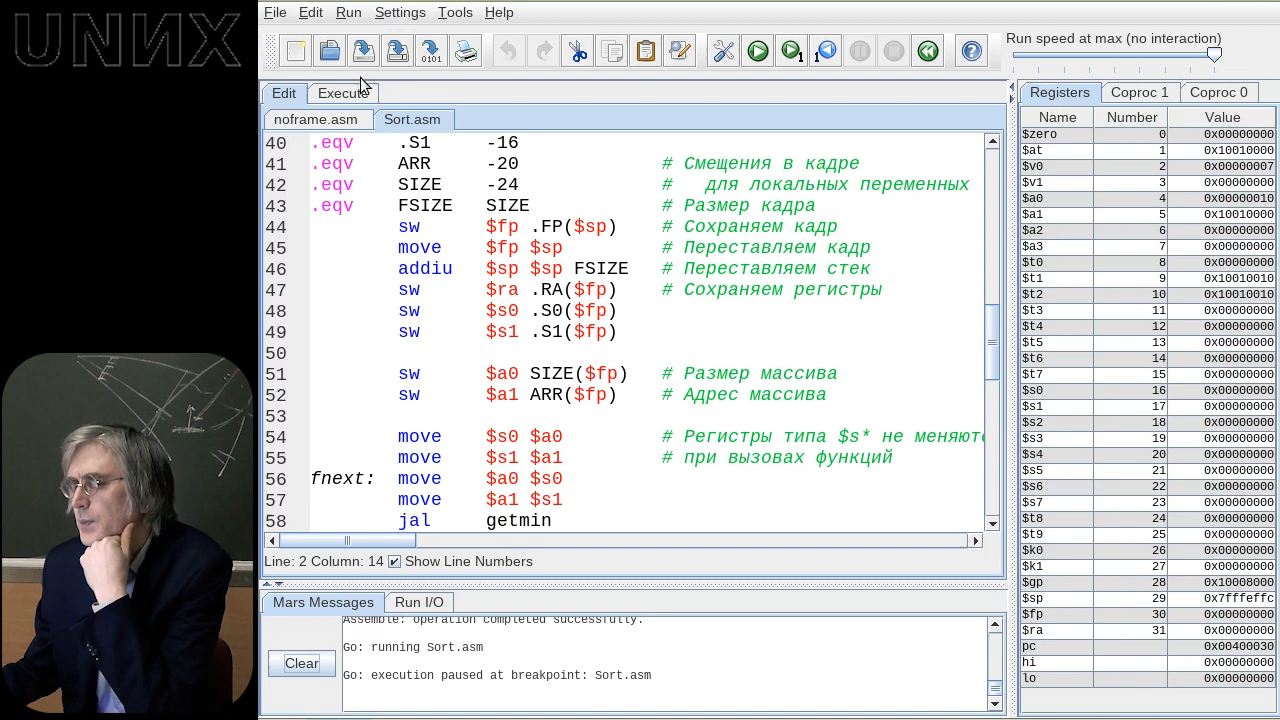 UNИX
File Edit Run Settings Tools Help
Run speed at max (no interaction)
Edit Execute
noframe.asm Sort.asm
40 .eqv .S1 -16
41 .eqv ARR -20 # Смещения в кадре
42 .eqv SIZE -24 # для локальных переменных
43 .eqv FSIZE SIZE # Размер кадра
44 sw $fp .FP($sp) # Сохраняем кадр
45 move $fp $sp # Переставляем кадр
46 addiu $sp $sp FSIZE # Переставляем стек
47 sw $ra .RA($fp) # Сохраняем регистры
48 sw $s0 .S0($fp)
49 sw $s1 .S1($fp)
50
51 sw $a0 SIZE($fp) # Размер массива
52 sw $a1 ARR($fp) # Адрес массива
53
54 move $s0 $a0 # Регистры типа $s* не меняютс
55 move $s1 $a1 # при вызовах функций
56 fnext: move $a0 $s0
57 move $a1 $s1
58 jal getmin
Line: 2 Column: 14 Show Line Numbers
Mars Messages Run I/O
Assemble: operation completed successfully.
Go: running Sort.asm
Clear
Go: execution paused at breakpoint: Sort.asm
Registers Coproc 1 Coproc 0
Name Number Value
$zero 0 0x00000000
$at 1 0x10010000
$v0 2 0x00000007
$v1 3 0x00000000
$a0 4 0x00000010
$a1 5 0x10010000
$a2 6 0x00000000
$a3 7 0x00000000
$t0 8 0x00000000
$t1 9 0x10010010
$t2 10 0x10010010
$t3 11 0x00000000
$t4 12 0x00000000
$t5 13 0x00000000
$t6 14 0x00000000
$t7 15 0x00000000
$s0 16 0x00000000
$s1 17 0x00000000
$s2 18 0x00000000
$s3 19 0x00000000
$s4 20 0x00000000
$s5 21 0x00000000
$s6 22 0x00000000
$s7 23 0x00000000
$t8 24 0x00000000
$t9 25 0x00000000
$k0 26 0x00000000
$k1 27 0x00000000
$gp 28 0x10008000
$sp 29 0x7fffeffc
$fp 30 0x00000000
$ra 31 0x00000000
pc 0x00400030
hi 0x00000000
lo 0x00000000